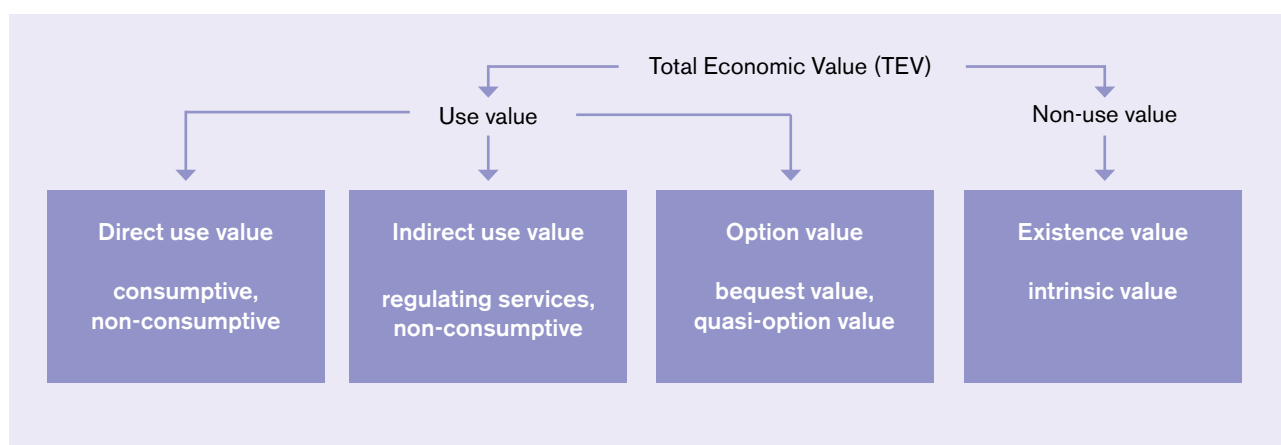 Total Economic Value (TEV)
Use value
Non-use value
Direct use value
consumptive,
non-consumptive
Indirect use value
regulating services,
non-consumptive
Option value
bequest value,
quasi-option value
Existence value
intrinsic value